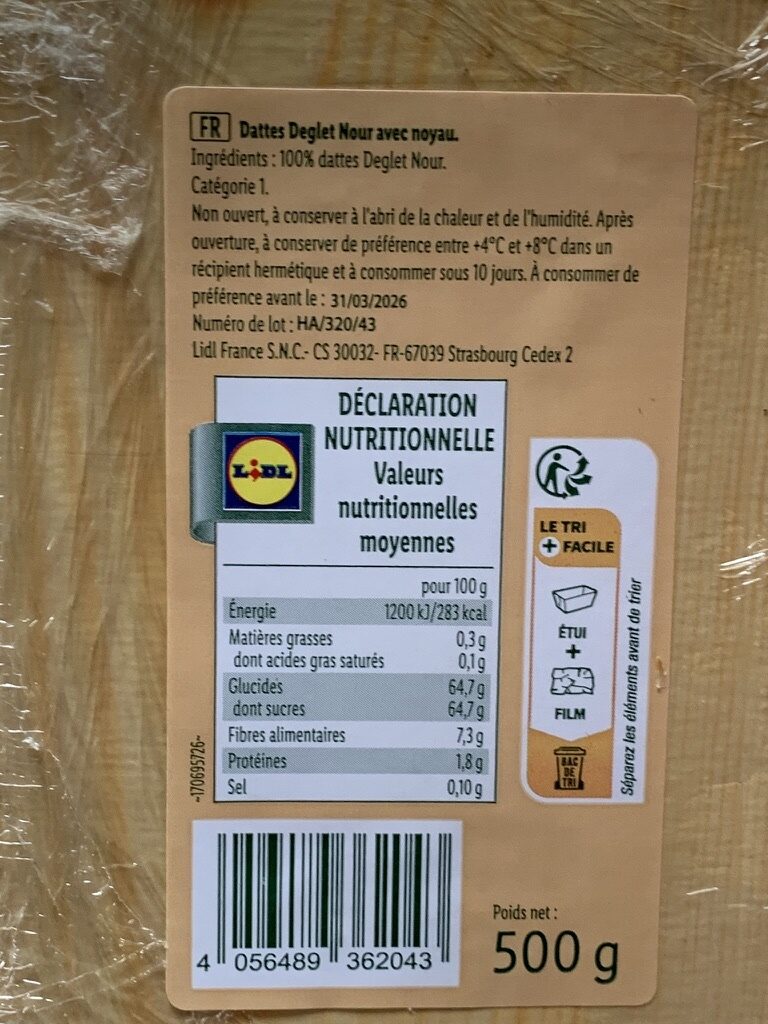 FR Dattes Deglet Nour avec noyau.
Ingrédients : 100% dattes Deglet Nour.
Catégorie 1.
Non ouvert, à conserver à l'abri de la chaleur et de l'humidité. Après
ouverture, à conserver de préférence entre +4°C et +8°C dans un
récipient hermétique et à consommer sous 10 jours. À consommer de
préférence avant le : 31/03/2026
Numéro de lot : HA/320/43
Lidl France S.N.C.- CS 30032- FR-67039 Strasbourg Cedex 2
LIDL
DÉCLARATION
NUTRITIONNELLE
Valeurs
nutritionnelles
moyennes
pour 100 g
Énergie 1200 kJ/283 kcal
Matières grasses 0,3 g
dont acides gras saturés 0,1 g
Glucides 64,7 g
dont sucres 64,7 g
Fibres alimentaires 7,3 g
Protéines 1,8 g
Sel 0,10 g
-170695726-
LE TRI
+ FACILE
ÉTUI
+
FILM
BAC
DE
TRI
Séparez les éléments avant de trier
4 056489 362043
Poids net :
500 g